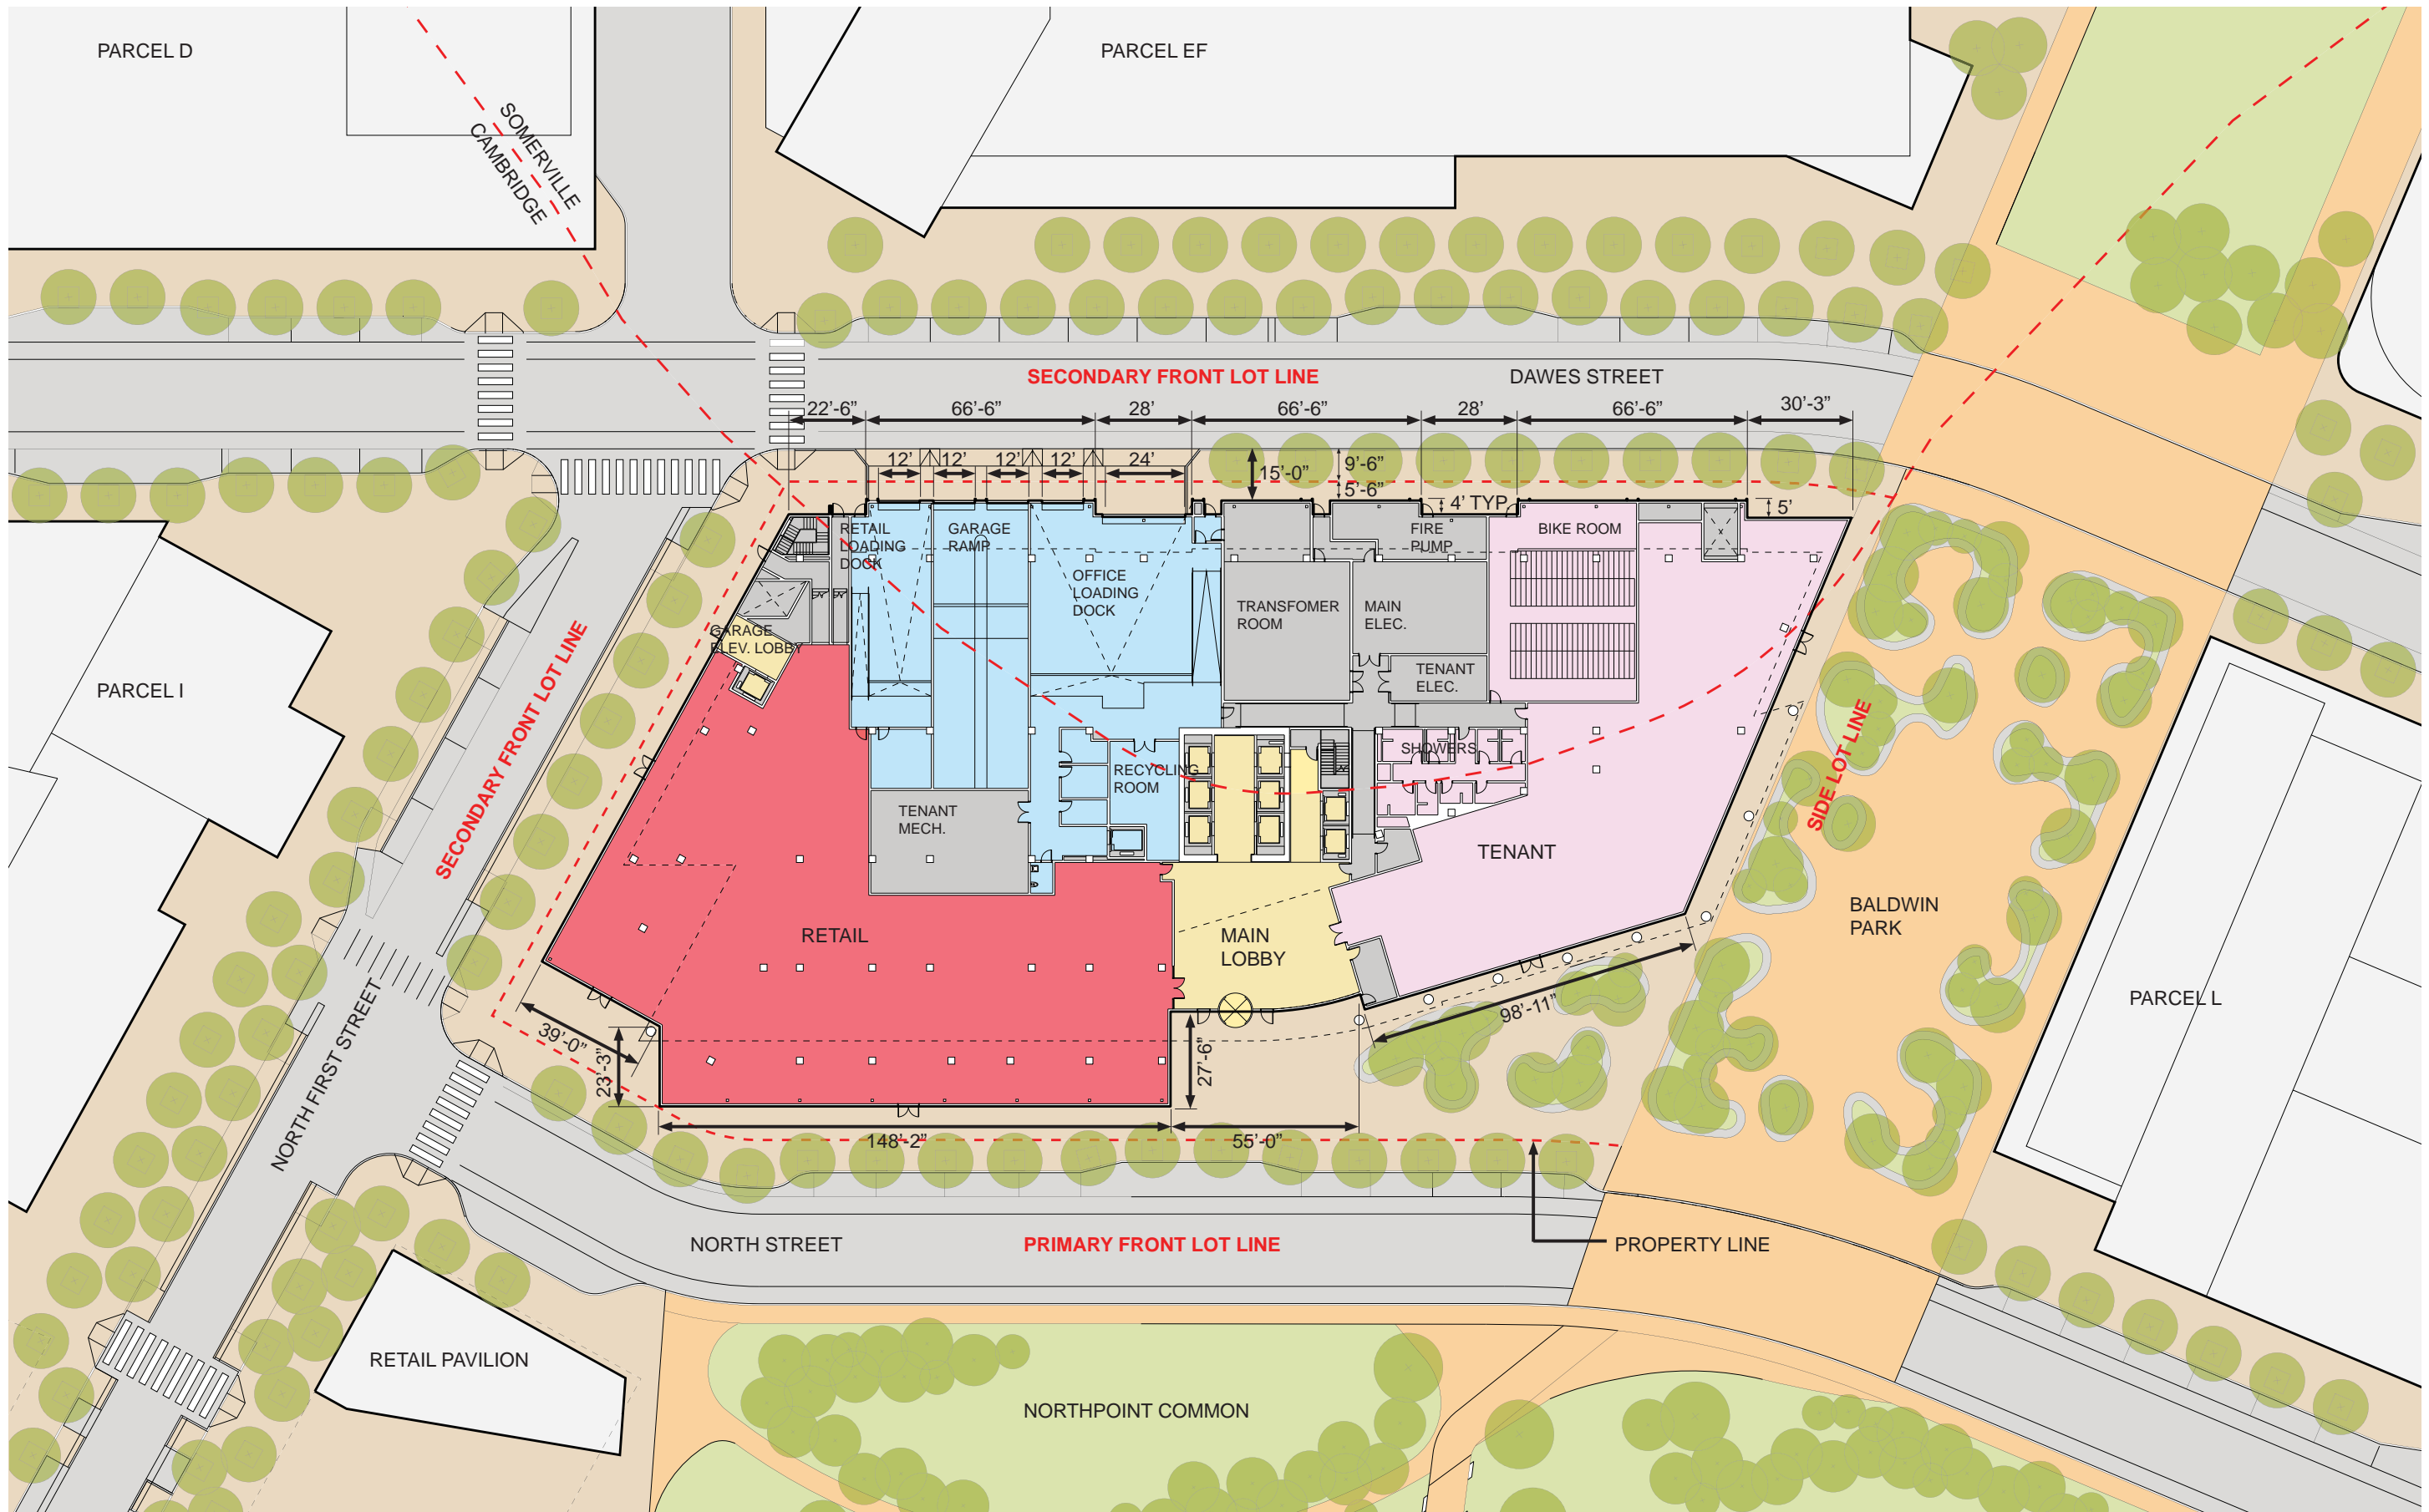 PARCEL D
PARCEL EF
SOMERVILLE
CAMBRIDGE
SECONDARY FRONT LOT LINE
DAWES STREET
22’-6”
66’-6”
28’
66’-6”
28’
66’-6”
30’-3”
12’
12’
12’
12’
24’
15’-0”
9’-6”
5’-6”
4’ TYP
5’
RETAIL
LOADING
DOCK
GARAGE
RAMP
OFFICE
LOADING
DOCK
FIRE
PUMP
BIKE ROOM
TRANSFOMER
ROOM
MAIN
ELEC.
GARAGE
ELEV. LOBBY
TENANT
ELEC.
PARCEL I
SECONDARY FRONT LOT LINE
SIDE LOT LINE
SHOWERS
RECYCLING
ROOM
TENANT
MECH.
TENANT
RETAIL
MAIN
LOBBY
BALDWIN
PARK
PARCEL L
98’-11”
39’-0”
23’-3”
27’-6”
148’-2”
55’-0”
NORTH FIRST STREET
NORTH STREET
PRIMARY FRONT LOT LINE
PROPERTY LINE
RETAIL PAVILION
NORTHPOINT COMMON